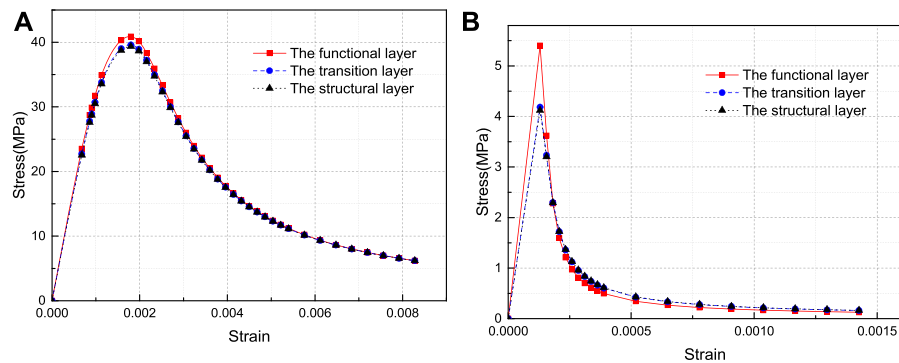 A
Stress(MPa)
40
30
20
10
0
0.000
0.002
0.004
0.006
0.008
Strain
The functional layer
The transition layer
The structural layer
B
Stress(MPa)
5
4
3
2
1
0
0.0000
0.0005
0.0010
0.0015
Strain
The functional layer
The transition layer
The structural layer